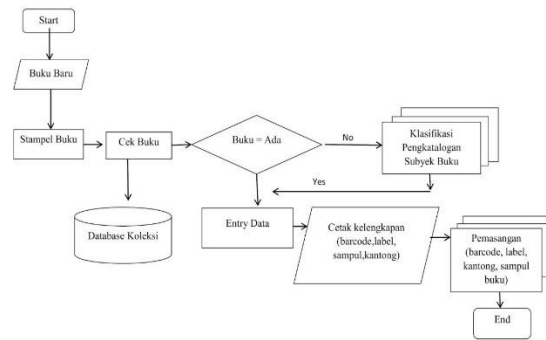 Start
Buku Baru
Stampel Buku
Cek Buku
Buku = Ada
No
Klasifikasi
Pengkatalogan
Subyek Buku
Yes
Database Koleksi
Entry Data
Cetak kelengkapan
(barcode,label,
sampul,kantong)
Pemasangan
(barcode, label,
kantong, sampul
buku)
End